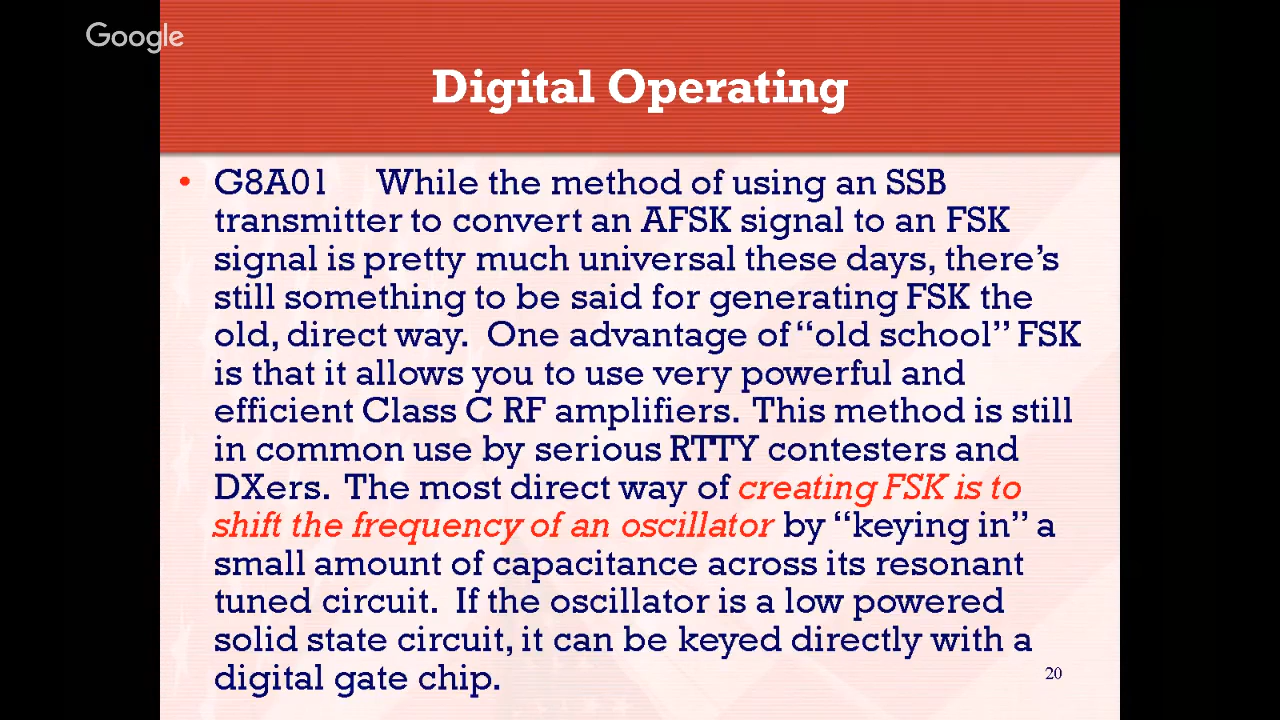 Google
Digital Operating
• G8A01 While the method of using an SSB
transmitter to convert an AFSK signal to an FSK
signal is pretty much universal these days, there’s
still something to be said for generating FSK the
old, direct way. One advantage of “old school” FSK
is that it allows you to use very powerful and
efficient Class C RF amplifiers. This method is still
in common use by serious RTTY contesters and
DXers. The most direct way of creating FSK is to
shift the frequency of an oscillator by “keying in” a
small amount of capacitance across its resonant
tuned circuit. If the oscillator is a low powered
solid state circuit, it can be keyed directly with a
digital gate chip.
20